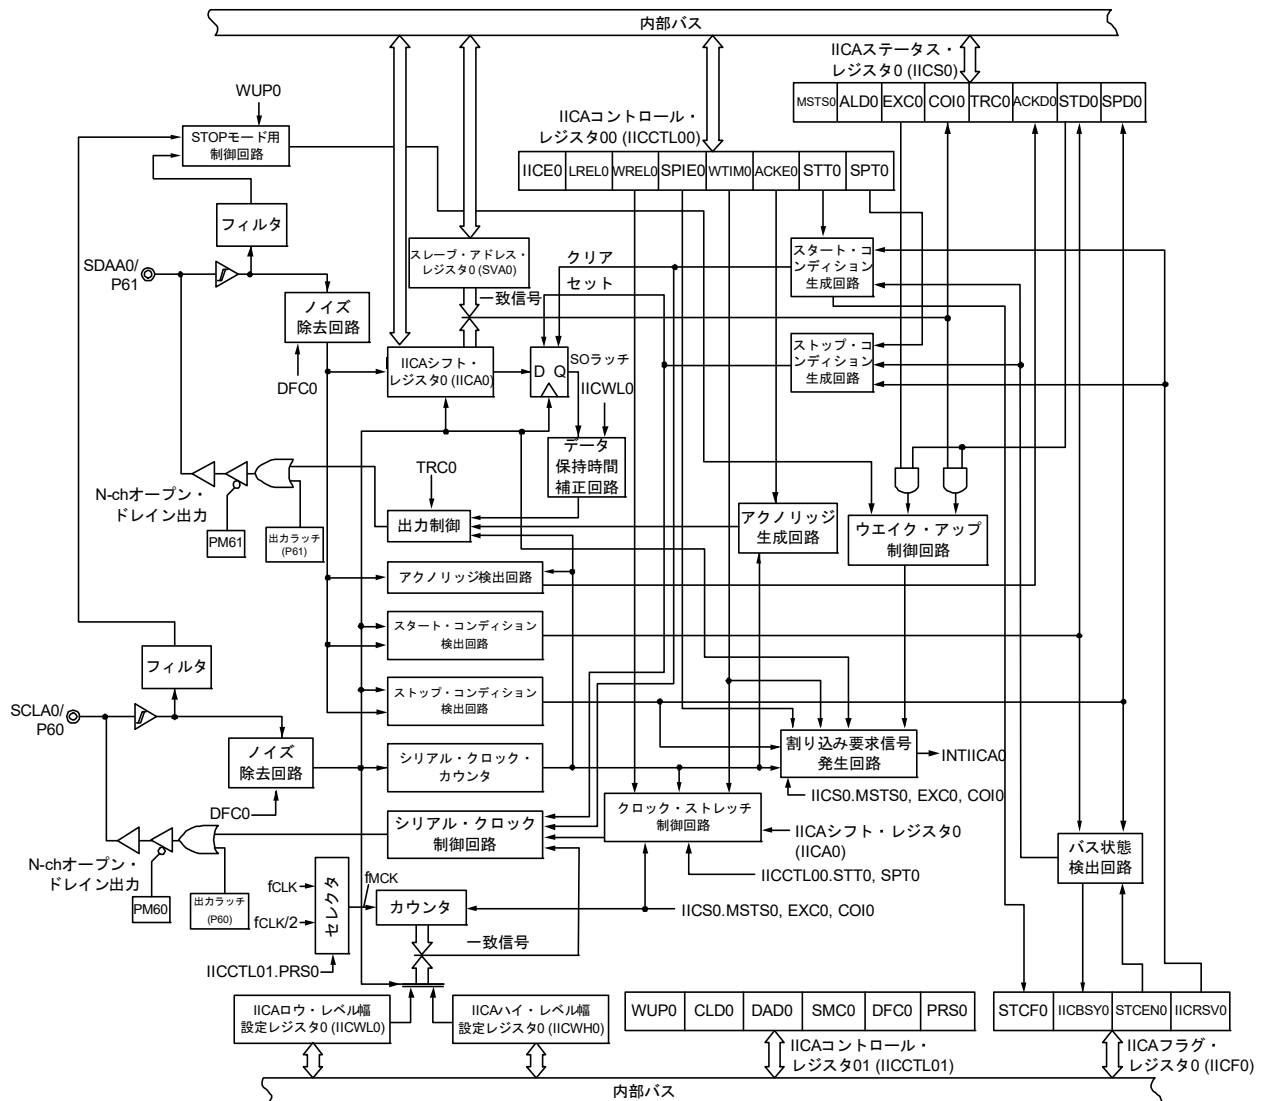 内部バス
IICAステータス・
レジスタ0 (IICS0)
MSTS0 ALD0 EXC0 COI0 TRC0 ACKD0 STD0 SPD0
WUP0
STOPモード用
制御回路
IICAコントロール・
レジスタ00 (IICCTL00)
IICE0 LREL0 WREL0 SPIE0 WTIM0 ACKE0 STT0 SPT0
フィルタ
SDAA0/
P61
スレーブ・アドレス・
レジスタ0 (SVA0)
クリア
セット
一致信号
スタート・コ
ンディション
生成回路
ノイズ
除去回路
DFC0
IICAシフト・
レジスタ0 (IICA0)
D Q
SOラッチ
IICWL0
ストップ・コ
ンディション
生成回路
データ
保持時間
補正回路
TRC0
N-chオープン・
ドレイン出力
PM61
出力ラッチ
(P61)
出力制御
アクノリッジ
生成回路
ウエイク・アップ
制御回路
アクノリッジ検出回路
スタート・コンディション
検出回路
フィルタ
ストップ・コンディション
検出回路
SCLA0/
P60
ノイズ
除去回路
DFC0
シリアル・クロック・
カウンタ
割り込み要求信号
発生回路
INTIICA0
IICS0.MSTS0, EXC0, COI0
シリアル・クロック
制御回路
クロック・ストレッチ
制御回路
IICAシフト・レジスタ0
(IICA0)
バス状態
検出回路
N-chオープン・
ドレイン出力
PM60
出力ラッチ
(P60)
fCLK
fCLK/2
セレクタ
fMCK
カウンタ
IICCTL00.STT0, SPT0
IICS0.MSTS0, EXC0, COI0
一致信号
IICCTL01.PRS0
IICAロウ・レベル幅
設定レジスタ0 (IICWL0)
IICAハイ・レベル幅
設定レジスタ0 (IICWH0)
WUP0 CLD0 DAD0 SMC0 DFC0 PRS0
STCF0 IICBSY0 STCEN0 IICRSV0
IICAコントロール・
レジスタ01 (IICCTL01)
IICAフラグ・
レジスタ0 (IICF0)
内部バス